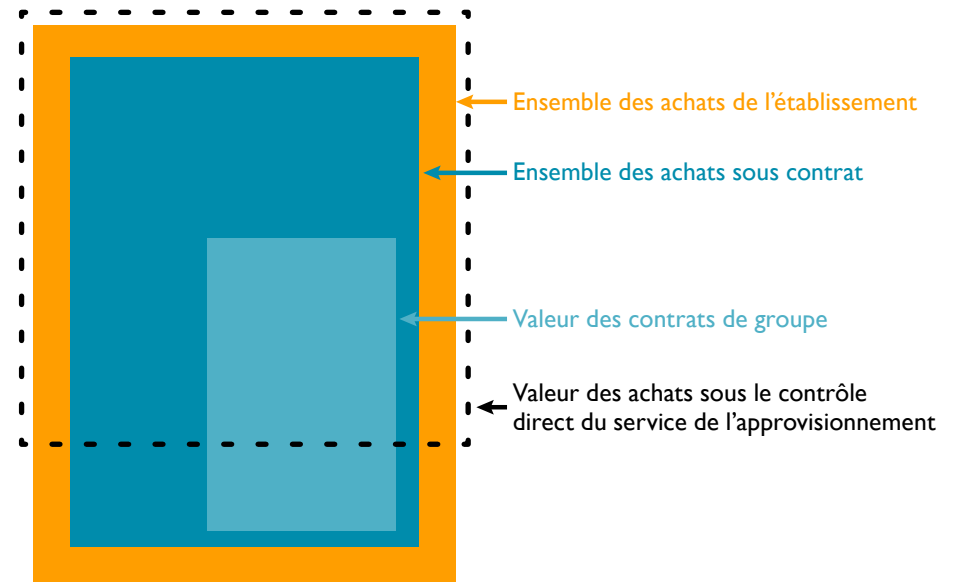 Ensemble des achats de l’établissement
Ensemble des achats sous contrat
Valeur des contrats de groupe
Valeur des achats sous le contrôle
direct du service de l’approvisionnement